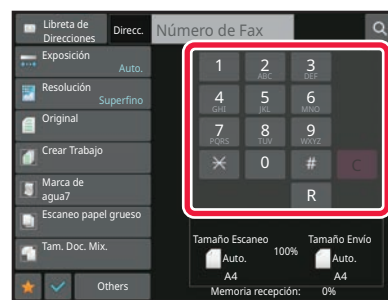 Libreta de
Direcciones
Direcc.
Número de Fax
Exposición
Auto.
Resolución
Superfino
Original
Crear Trabajo
Marca de
agua7
Escaneo papel grueso
Tam. Doc. Mix.
Others
1
2
ABC
3
DEF
4
GHI
5
JKL
6
MNO
7
PQRS
8
TUV
9
WXYZ
0
#
C
R
Tamaño Escaneo
Tamaño Envío
Auto.
100%
Auto.
A4
A4
Memoria recepción: 0%